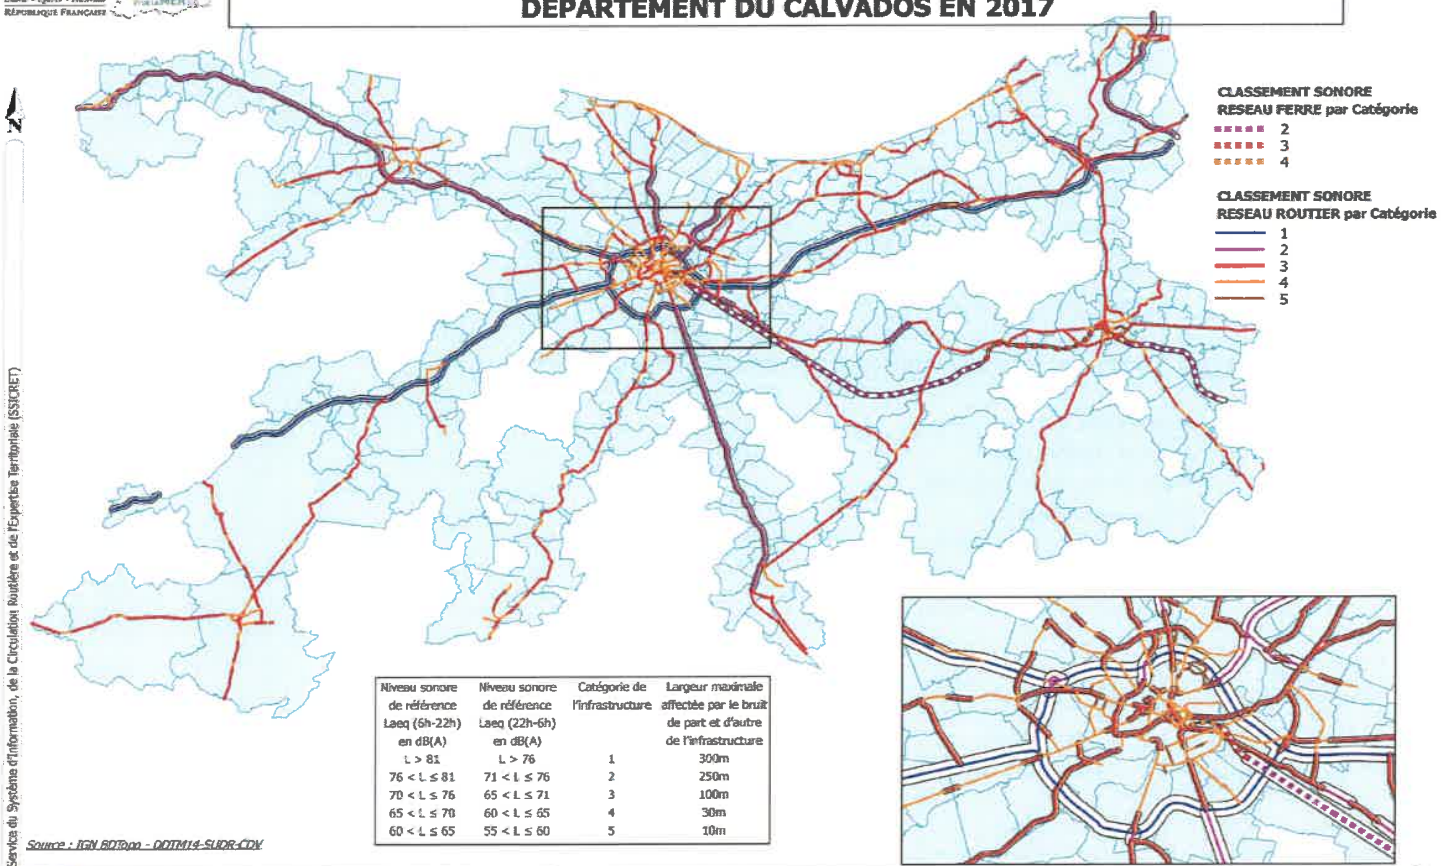 RÉPUBLIQUE FRANÇAISE
DÉPARTEMENT DU CALVADOS EN 2017
N
CLASSEMENT SONORE
RESEAU FERRE par Catégorie
2
3
4
CLASSEMENT SONORE
RESEAU ROUTIER par Catégorie
1
2
3
4
5
Service du Système d'Information, de la Circulation Routière et de l'Expertise Territoriale (SSICRET)
Niveau sonore de référence Laeq (6h-22h) en dB(A)
Niveau sonore de référence Laeq (22h-6h) en dB(A)
Catégorie de l'infrastructure
Largeur maximale affectée par le bruit de part et d'autre de l'infrastructure
L > 81 L > 76 1 300m
76 < L ≤ 81 71 < L ≤ 76 2 250m
70 < L ≤ 76 65 < L ≤ 71 3 100m
65 < L ≤ 70 60 < L ≤ 65 4 30m
60 < L ≤ 65 55 < L ≤ 60 5 10m
Source : IGN BDTopo - DDTM14-SUDR-CDV